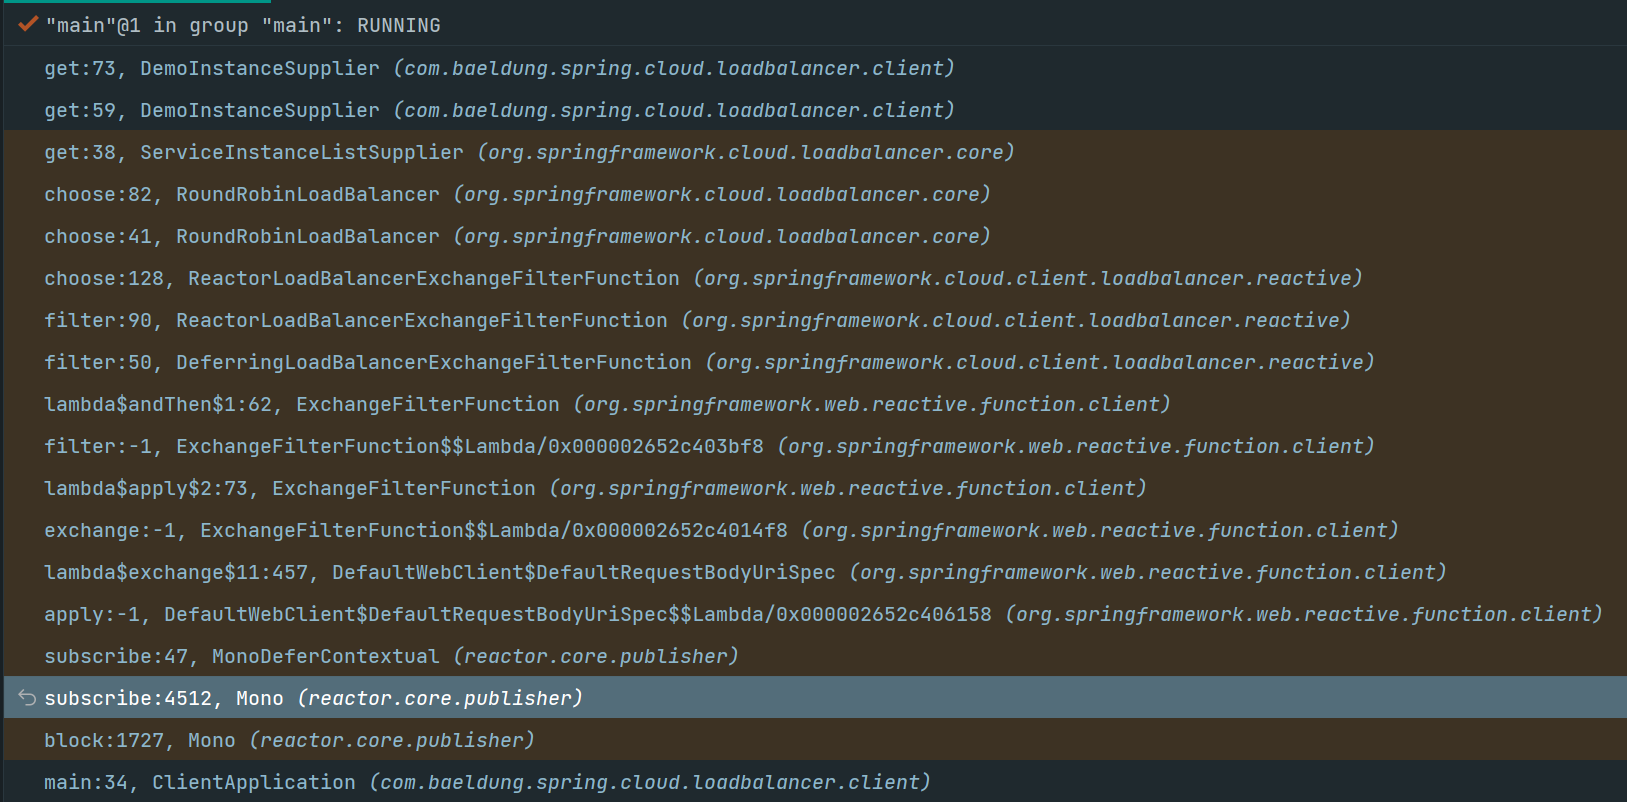 "main"@1 in group "main": RUNNING
get:73, DemoInstanceSupplier (com.baeldung.spring.cloud.loadbalancer.client)
get:59, DemoInstanceSupplier (com.baeldung.spring.cloud.loadbalancer.client)
get:38, ServiceInstanceListSupplier (org.springframework.cloud.loadbalancer.core)
choose:82, RoundRobinLoadBalancer (org.springframework.cloud.loadbalancer.core)
choose:41, RoundRobinLoadBalancer (org.springframework.cloud.loadbalancer.core)
choose:128, ReactorLoadBalancerExchangeFilterFunction (org.springframework.cloud.client.loadbalancer.reactive)
filter:90, ReactorLoadBalancerExchangeFilterFunction (org.springframework.cloud.client.loadbalancer.reactive)
filter:50, DeferringLoadBalancerExchangeFilterFunction (org.springframework.cloud.client.loadbalancer.reactive)
lambda$andThen$1:62, ExchangeFilterFunction (org.springframework.web.reactive.function.client)
filter:-1, ExchangeFilterFunction$$Lambda/0x000002652c403bf8 (org.springframework.web.reactive.function.client)
lambda$apply$2:73, ExchangeFilterFunction (org.springframework.web.reactive.function.client)
exchange:-1, ExchangeFilterFunction$$Lambda/0x000002652c4014f8 (org.springframework.web.reactive.function.client)
lambda$exchange$11:457, DefaultWebClient$DefaultRequestBodyUriSpec (org.springframework.web.reactive.function.client)
apply:-1, DefaultWebClient$DefaultRequestBodyUriSpec$$Lambda/0x000002652c406158 (org.springframework.web.reactive.function.client)
subscribe:47, MonoDeferContextual (reactor.core.publisher)
subscribe:4512, Mono (reactor.core.publisher)
block:1727, Mono (reactor.core.publisher)
main:34, ClientApplication (com.baeldung.spring.cloud.loadbalancer.client)